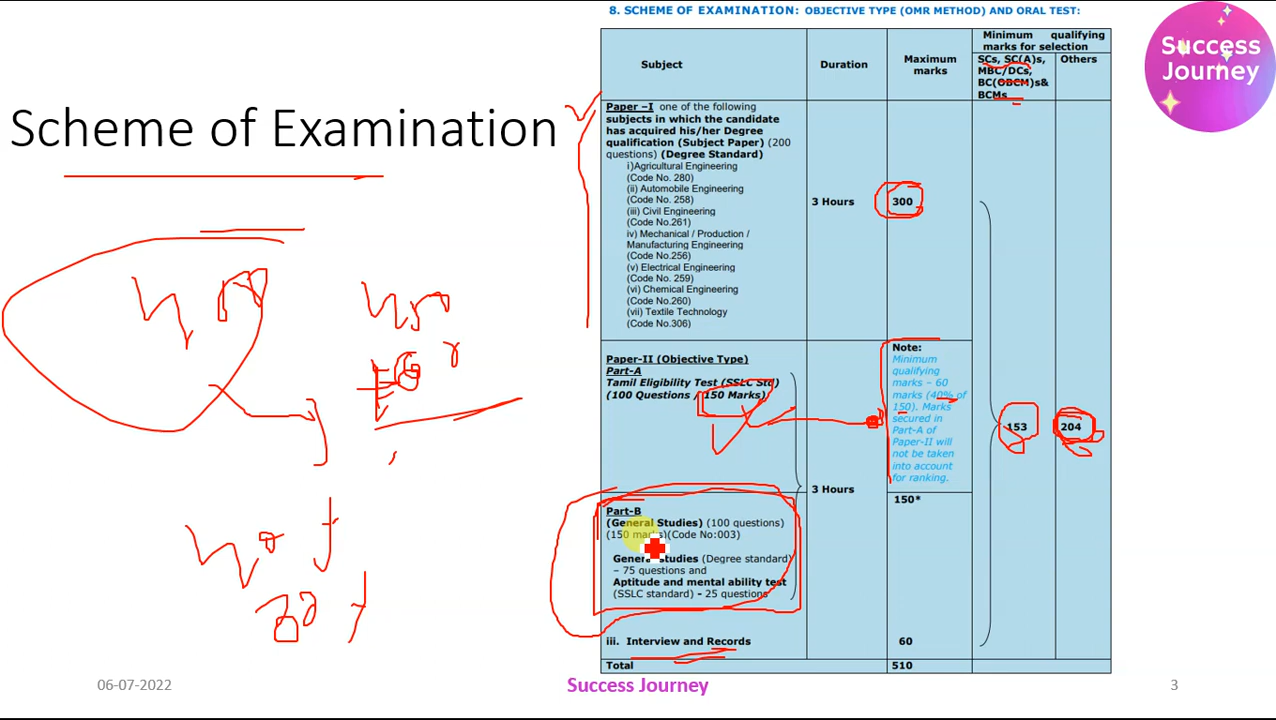 8. SCHEME OF EXAMINATION: OBJECTIVE TYPE (OMR METHOD) AND ORAL TEST:
Success
Journey
Scheme of Examination
Subject
Duration
Maximum
marks
Minimum qualifying
marks for selection
SCs, SC(A)s,
MBC/DCs,
BC(OBCM)s&
BCMs
Others
Paper –I one of the following
subjects in which the candidate
has acquired his/her Degree
qualification (Subject Paper) (200
questions) (Degree Standard)
i)Agricultural Engineering
(Code No. 280)
(ii) Automobile Engineering
(Code No. 258)
(iii) Civil Engineering
(Code No.261)
iv) Mechanical / Production /
Manufacturing Engineering
(Code No.256)
(v) Electrical Engineering
(Code No. 259)
(vi) Chemical Engineering
(Code No.260)
(vii) Textile Technology
(Code No.306)
3 Hours
300
Paper-II (Objective Type)
Part-A
Tamil Eligibility Test (SSLC Std)
(100 Questions / 150 Marks)
Note:
Minimum
qualifying
marks – 60
marks (40% of
150). Marks
secured in
Part-A of
Paper-II will
not be taken
into account
for ranking.
153
204
3 Hours
150*
Part-B
(General Studies) (100 questions)
(150 marks)(Code No:003)
General Studies (Degree standard)
– 75 questions and
Aptitude and mental ability test
(SSLC standard) – 25 questions
iii. Interview and Records
60
Total
510
06-07-2022
Success Journey
3